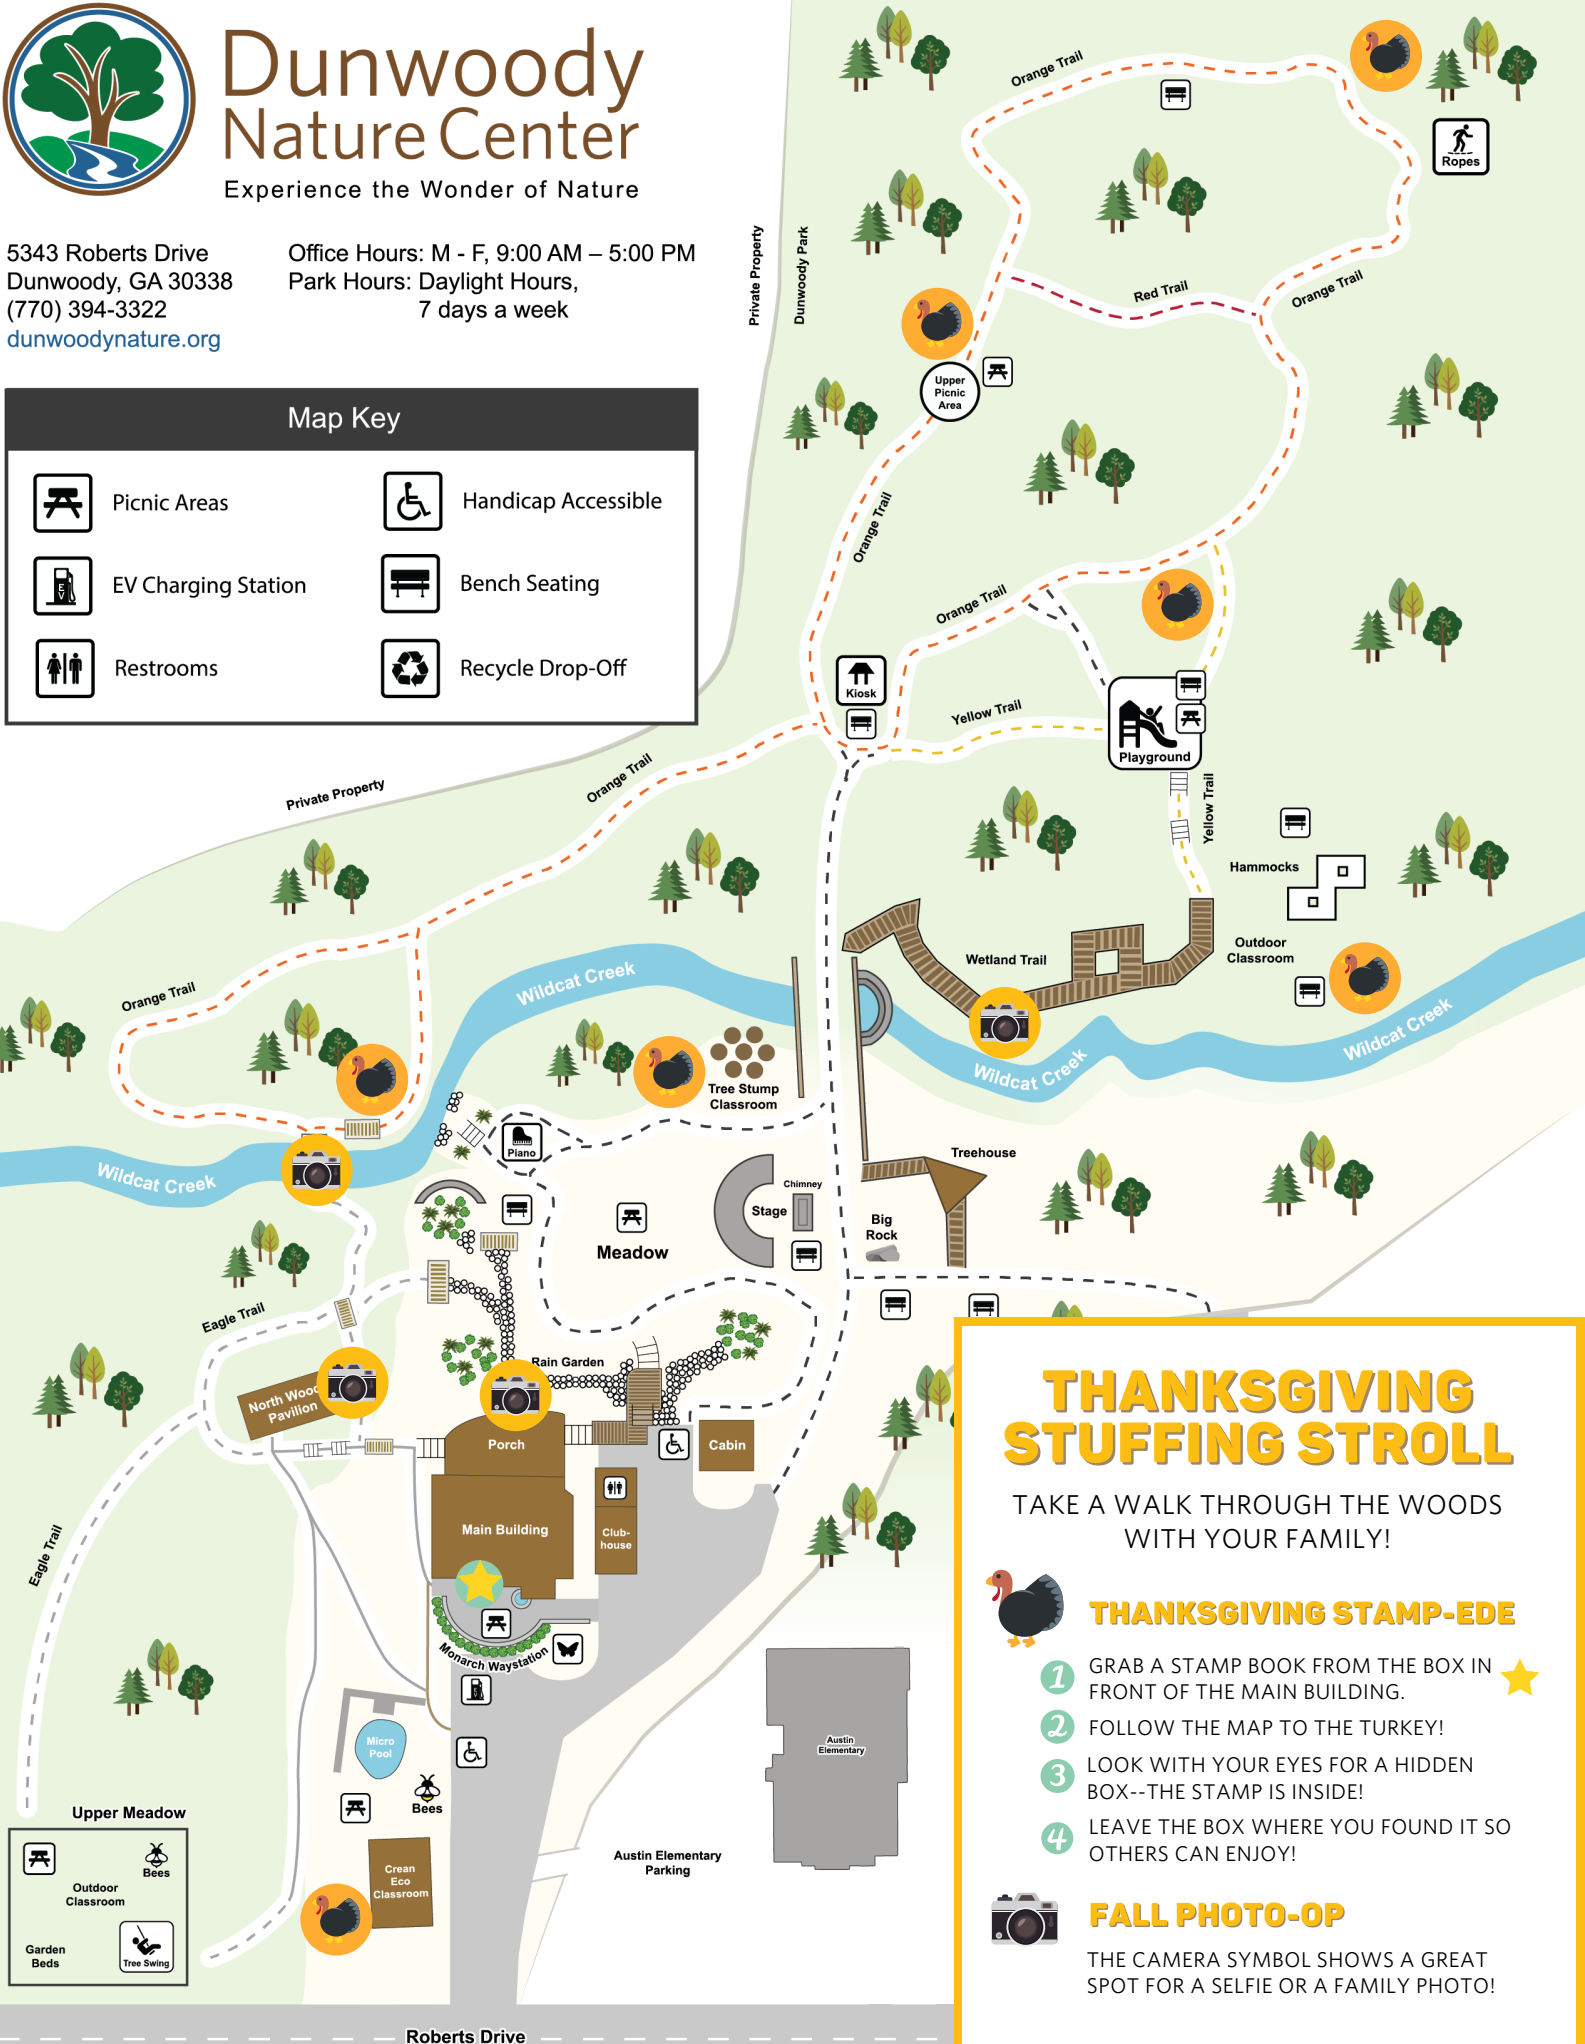 Dunwoody
Nature Center
Experience the Wonder of Nature
5343 Roberts Drive
Dunwoody, GA 30338
(770) 394-3322
dunwoodynature.org
Office Hours: M - F, 9:00 AM – 5:00 PM
Park Hours: Daylight Hours,
7 days a week
Map Key
Picnic Areas
Handicap Accessible
EV
EV Charging Station
Bench Seating
Restrooms
Recycle Drop-Off
Private Property
Dunwoody Park
Orange Trail
Ropes
Red Trail
Orange Trail
Upper
Picnic
Area
Orange Trail
Orange Trail
Kiosk
Yellow Trail
Playground
Yellow Trail
Orange Trail
Private Property
Hammocks
Outdoor
Classroom
Wetland Trail
Wildcat Creek
Wildcat Creek
Wildcat Creek
Orange Trail
Tree Stump
Classroom
Piano
Wildcat Creek
Treehouse
Chimney
Stage
Big
Rock
Meadow
Eagle Trail
Rain Garden
North Wood
Pavilion
Porch
Cabin
Main Building
Club-
house
Eagle Trail
Monarch Waystation
EV
Micro
Pool
Bees
Austin
Elementary
Upper Meadow
Bees
Outdoor
Classroom
Garden
Beds
Tree Swing
Crean
Eco
Classroom
Austin Elementary
Parking
Roberts Drive
THANKSGIVING
STUFFING STROLL
TAKE A WALK THROUGH THE WOODS
WITH YOUR FAMILY!
THANKSGIVING STAMP-EDE
1 GRAB A STAMP BOOK FROM THE BOX IN
FRONT OF THE MAIN BUILDING.
2 FOLLOW THE MAP TO THE TURKEY!
3 LOOK WITH YOUR EYES FOR A HIDDEN
BOX--THE STAMP IS INSIDE!
4 LEAVE THE BOX WHERE YOU FOUND IT SO
OTHERS CAN ENJOY!
FALL PHOTO-OP
THE CAMERA SYMBOL SHOWS A GREAT
SPOT FOR A SELFIE OR A FAMILY PHOTO!